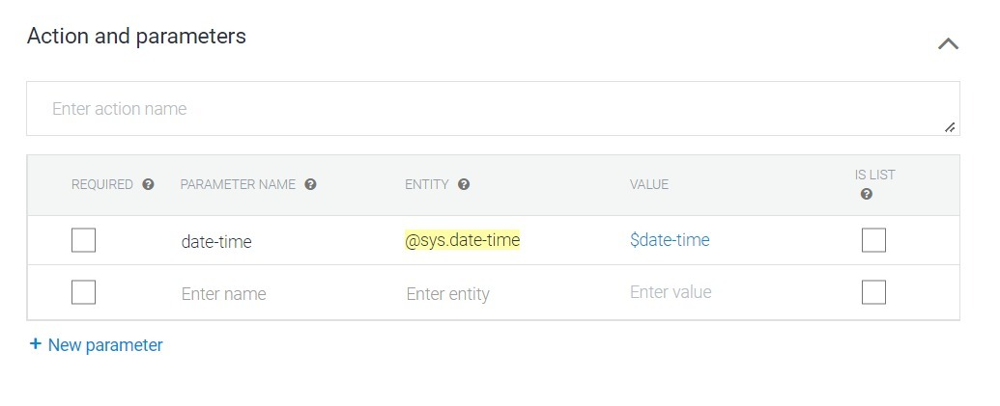 Action and parameters
Enter action name
REQUIRED PARAMETER NAME ENTITY VALUE IS LIST
date-time @sys.date-time $date-time
Enter name Enter entity Enter value
+ New parameter